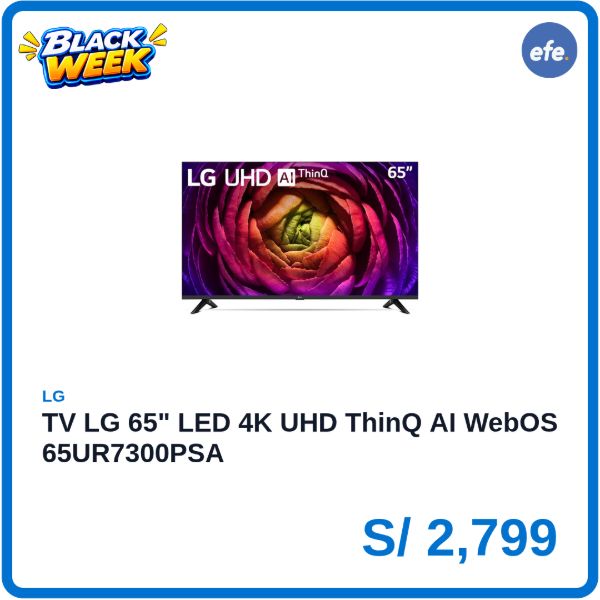 BLACK
WEEK
efe.
LG UHD AI ThinQ 65"
LG
TV LG 65" LED 4K UHD ThinQ AI WebOS
65UR7300PSA
S/ 2,799